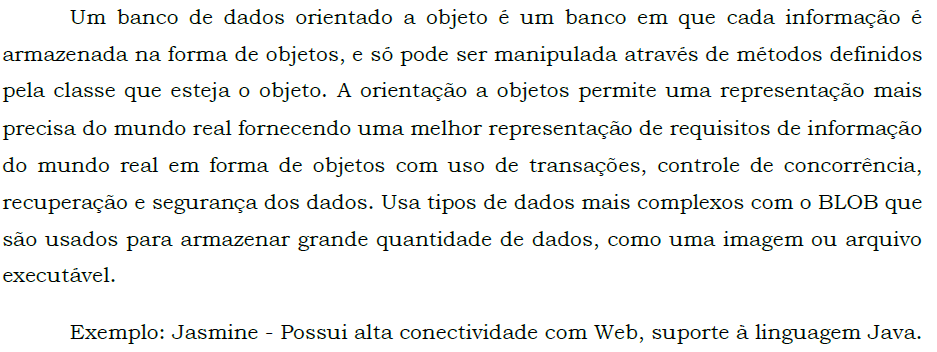 Um banco de dados orientado a objeto é um banco em que cada informação é
armazenada na forma de objetos, e só pode ser manipulada através de métodos definidos
pela classe que esteja o objeto. A orientação a objetos permite uma representação mais
precisa do mundo real fornecendo uma melhor representação de requisitos de informação
do mundo real em forma de objetos com uso de transações, controle de concorrência,
recuperação e segurança dos dados. Usa tipos de dados mais complexos com o BLOB que
são usados para armazenar grande quantidade de dados, como uma imagem ou arquivo
executável.
Exemplo: Jasmine - Possui alta conectividade com Web, suporte à linguagem Java.